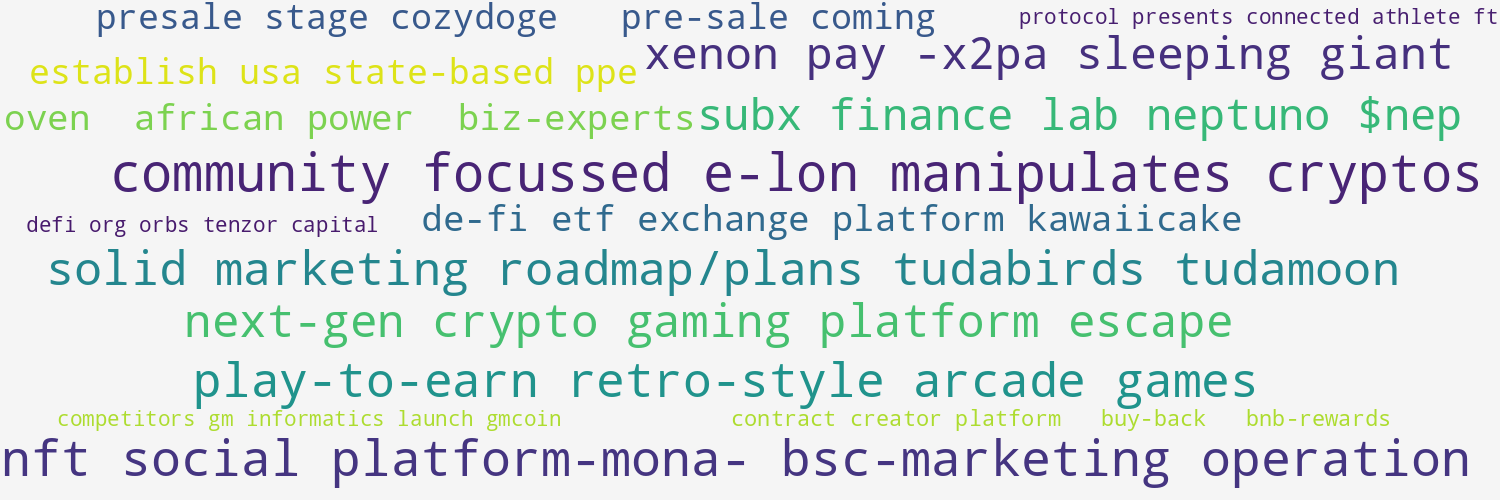 presale stage cozydoge pre-sale coming protocol presents connected athlete ft
xenon pay -x2pa sleeping giant
establish usa state-based ppe
oven african power biz-experts subx finance lab neptuno $nep
community focussed e-lon manipulates cryptos
defi org orbs tenzor capital de-fi etf exchange platform kawaiicake
solid marketing roadmap/plans tudabirds tudamoon
next-gen crypto gaming platform escape
play-to-earn retro-style arcade games
competitors gm informatics launch gmcoin contract creator platform buy-back bnb-rewards
nft social platform-mona- bsc-marketing operation